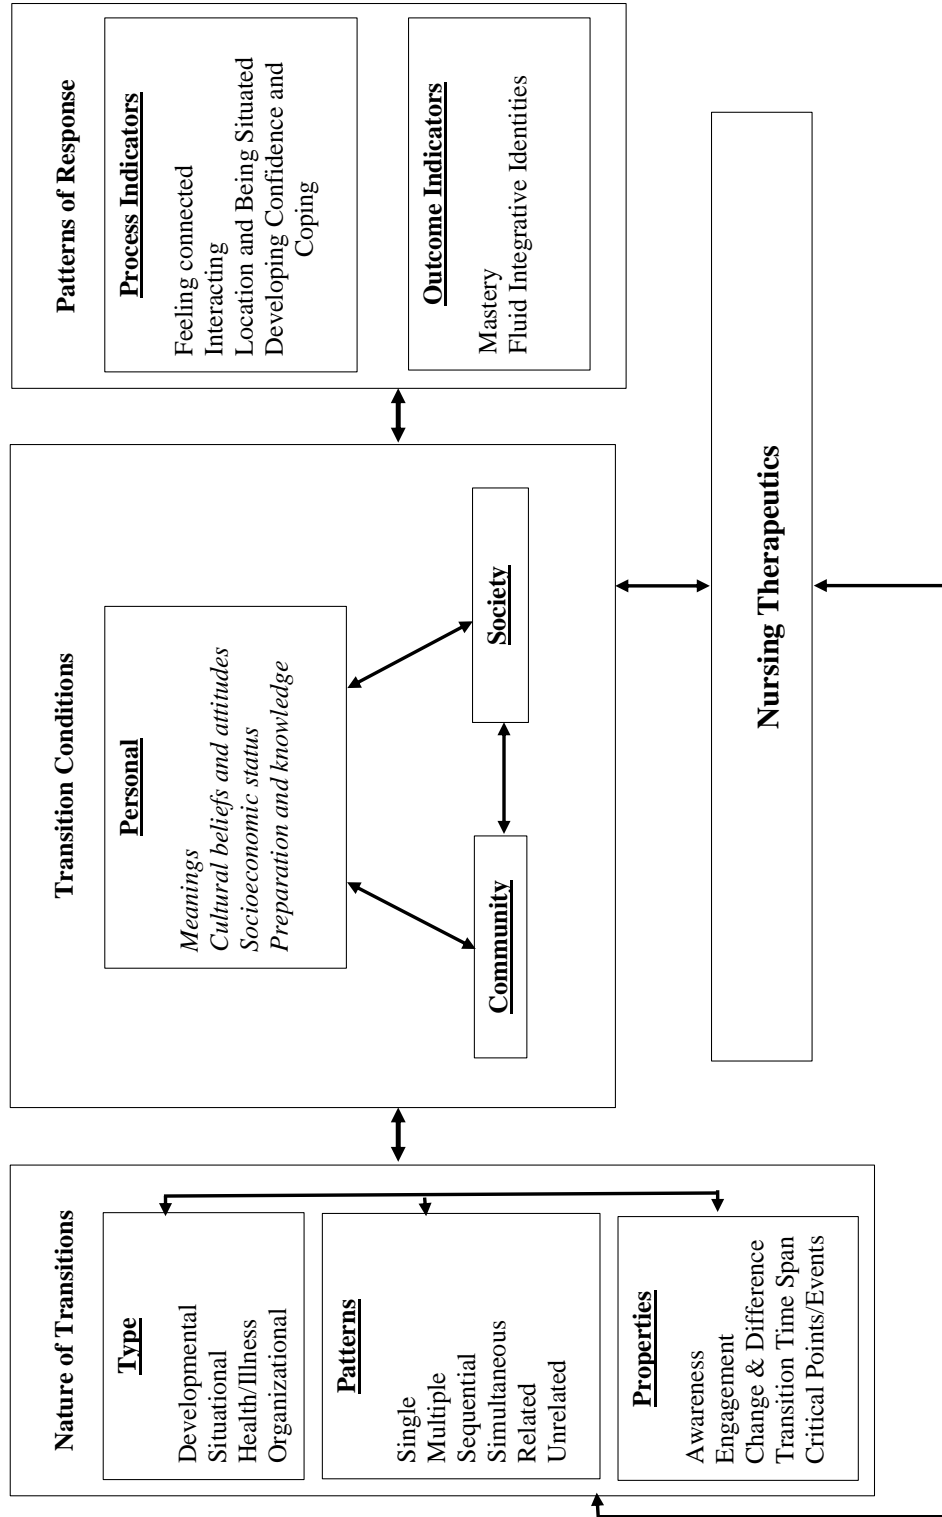 Nature of Transitions
Type
Developmental
Situational
Health/Illness
Organizational
Patterns
Single
Multiple
Sequential
Simultaneous
Related
Unrelated
Properties
Awareness
Engagement
Change & Difference
Transition Time Span
Critical Points/Events
Transition Conditions
Personal
Meanings
Cultural beliefs and attitudes
Socioeconomic status
Preparation and knowledge
Community
Society
Patterns of Response
Process Indicators
Feeling connected
Interacting
Location and Being Situated
Developing Confidence and
Coping
Outcome Indicators
Mastery
Fluid Integrative Identities
Nursing Therapeutics